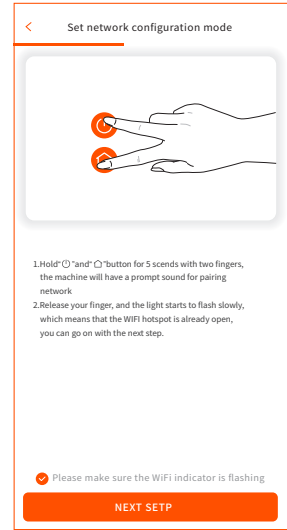 Set network configuration mode
1.Hold"⏻"and"⌂"button for 5 scends with two fingers,
the machine will have a prompt sound for pairing
network
2.Release your finger, and the light starts to flash slowly,
which means that the WIFI hotspot is already open,
you can go on with the next step.
Please make sure the WiFi indicator is flashing
NEXT SETP